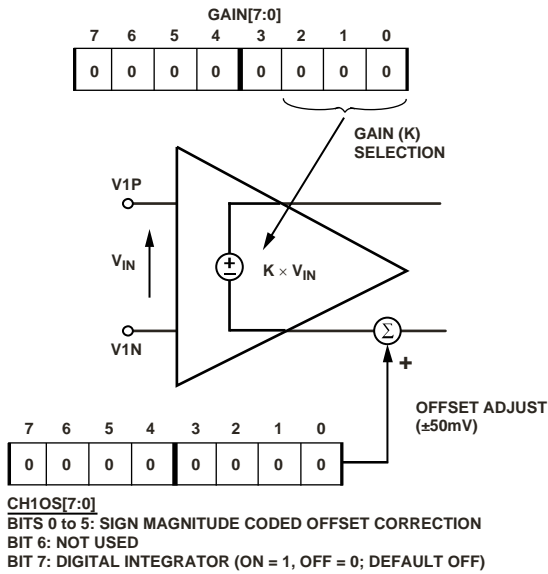 GAIN[7:0]
7 6 5 4 3 2 1 0
0 0 0 0 0 0 0 0
GAIN (K)
SELECTION
V1P
VIN
+
−
K × VIN
V1N
Σ
+
OFFSET ADJUST
(±50mV)
7 6 5 4 3 2 1 0
0 0 0 0 0 0 0 0
CH1OS[7:0]
BITS 0 to 5: SIGN MAGNITUDE CODED OFFSET CORRECTION
BIT 6: NOT USED
BIT 7: DIGITAL INTEGRATOR (ON = 1, OFF = 0; DEFAULT OFF)